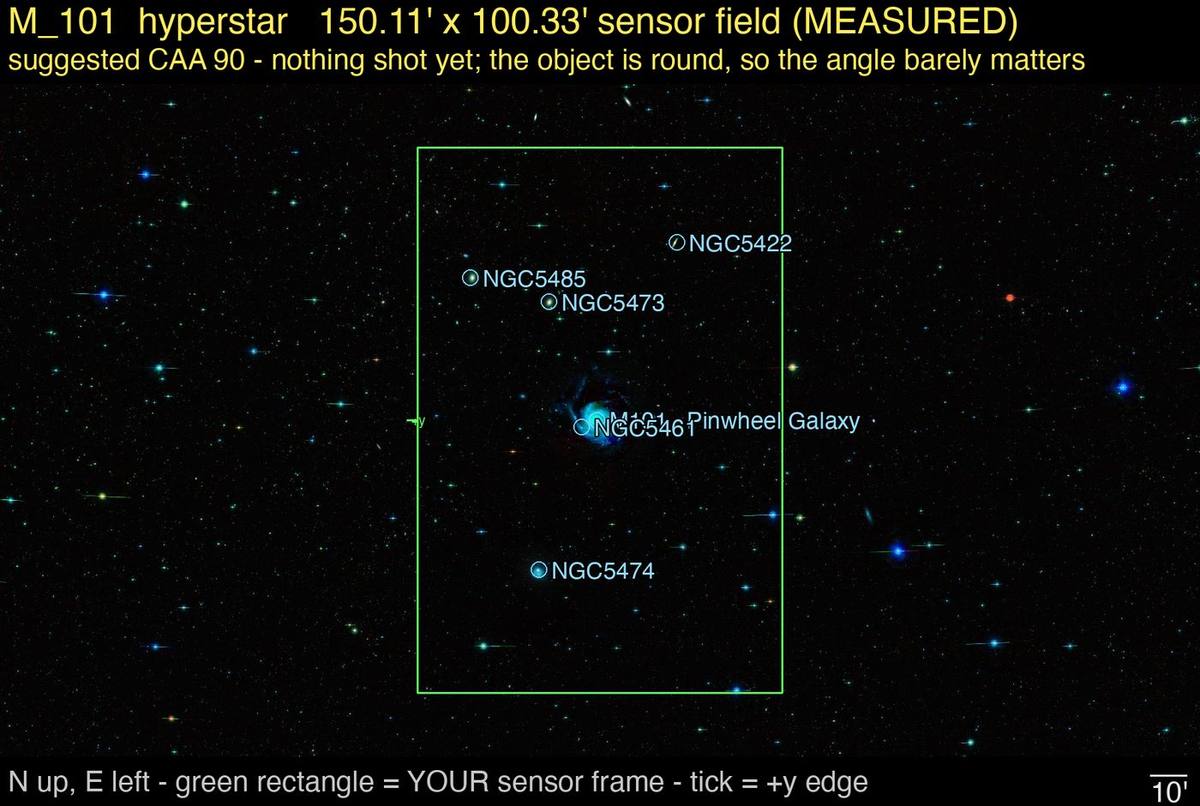 M_101 hyperstar 150.11' x 100.33' sensor field (MEASURED)
suggested CAA 90 - nothing shot yet; the object is round, so the angle barely matters
NGC5422
NGC5485
NGC5473
+y
M101 Pinwheel Galaxy
NGC5461
NGC5474
N up, E left - green rectangle = YOUR sensor frame - tick = +y edge
10'